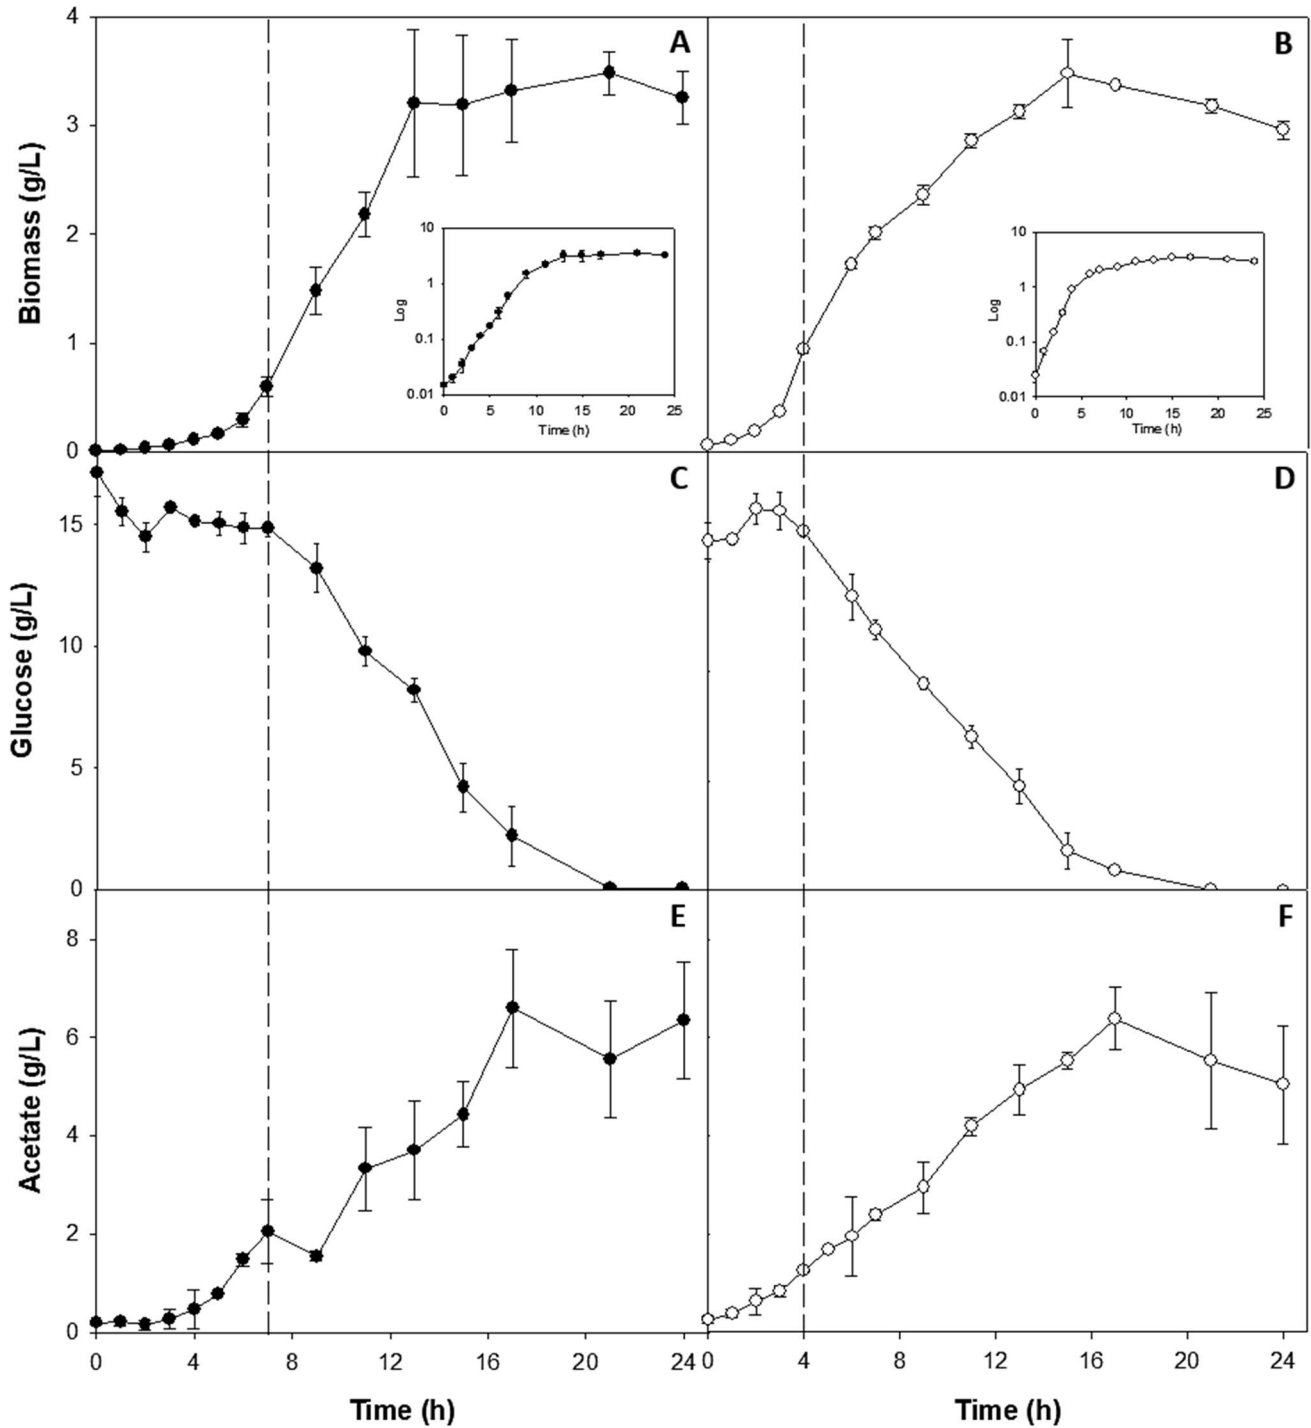 4
A
B
3
Biomass (g/L)
2
1
0
10
1
Log
0.1
0.01
0 5 10 15 20 25
Time (h)
10
1
Log
0.1
0.01
0 5 10 15 20 25
Time (h)
C
D
15
Glucose (g/L)
10
5
0
E
F
8
Acetate (g/L)
6
4
2
0
0 4 8 12 16 20 24 0 4 8 12 16 20 24
Time (h) Time (h)